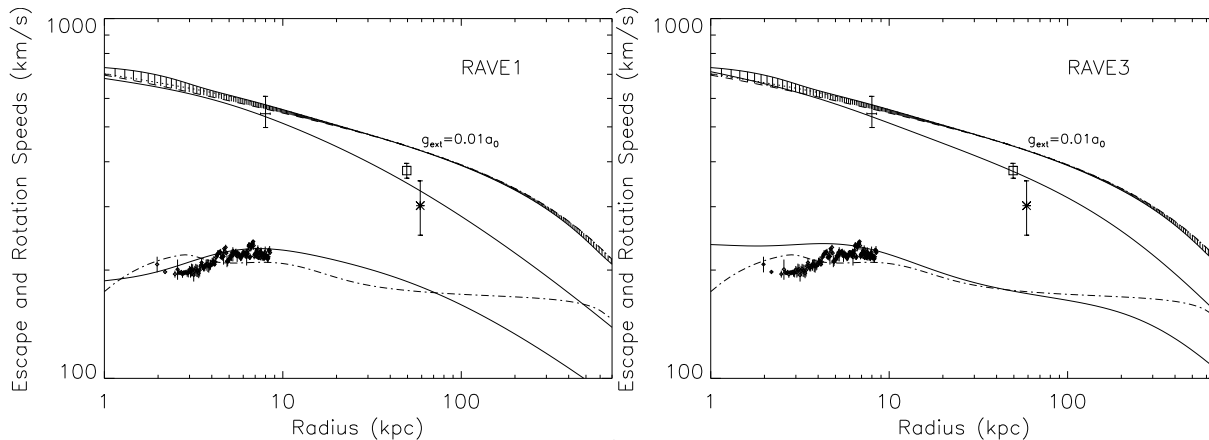 Escape and Rotation Speeds (km/s)
1000
100
RAVE1
g_ext=0.01a_0
1
10
100
Radius (kpc)
Escape and Rotation Speeds (km/s)
1000
100
RAVE3
g_ext=0.01a_0
1
10
100
Radius (kpc)